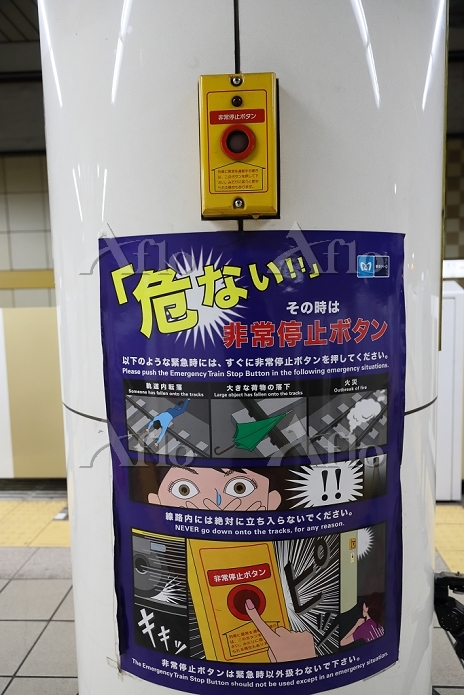 非常停止ボタン
「危ない!!」
その時は
非常停止ボタン
以下のような緊急時には、すぐに非常停止ボタンを押してください。
Please push the Emergency Train Stop Button in the following emergency situations.
軌道内転落
Someone has fallen onto the tracks
大きな荷物の落下
Large object has fallen onto the tracks
火災
Outbreak of fire
!!
線路内には絶対に立ち入らないでください。
NEVER go down onto the tracks, for any reason.
非常停止ボタン
キキッ
非常停止ボタンは緊急時以外扱わないで下さい。
The Emergency Train Stop Button should not be used except in an emergency situation.
Aflo
Aflo
Aflo
Aflo